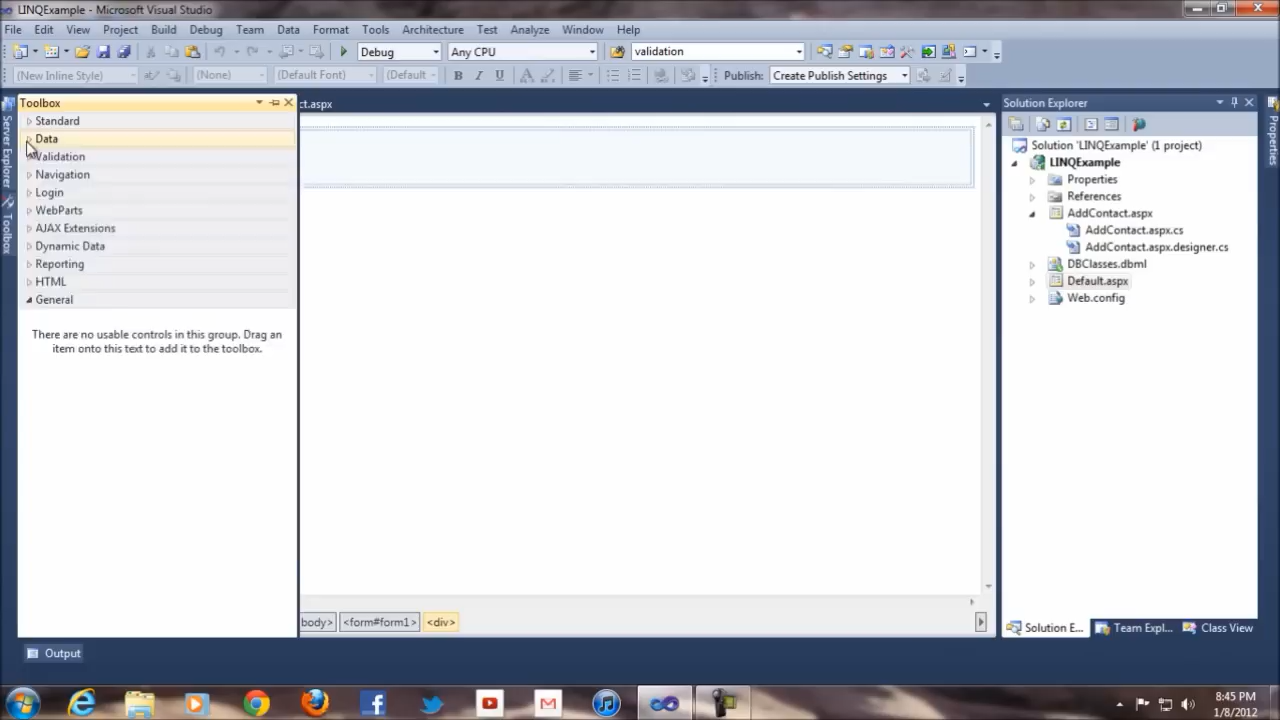 LINQExample - Microsoft Visual Studio
File Edit View Project Build Debug Team Data Format Tools Architecture Test Analyze Window Help
Debug Any CPU validation
(New Inline Style) (None) (Default Font) (Default B I U A Publish: Create Publish Settings
Toolbox
Standard
Data
Validation
Navigation
Login
WebParts
AJAX Extensions
Dynamic Data
Reporting
HTML
General
There are no usable controls in this group. Drag an
item onto this text to add it to the toolbox.
Server Explorer
Toolbox
ct.aspx
body> <form#form1> <div>
Solution Explorer
Solution 'LINQExample' (1 project)
LINQExample
Properties
References
AddContact.aspx
AddContact.aspx.cs
AddContact.aspx.designer.cs
DBClasses.dbml
Default.aspx
Web.config
Solution E... Team Expl... Class View
Properties
Output
8:45 PM
1/8/2012